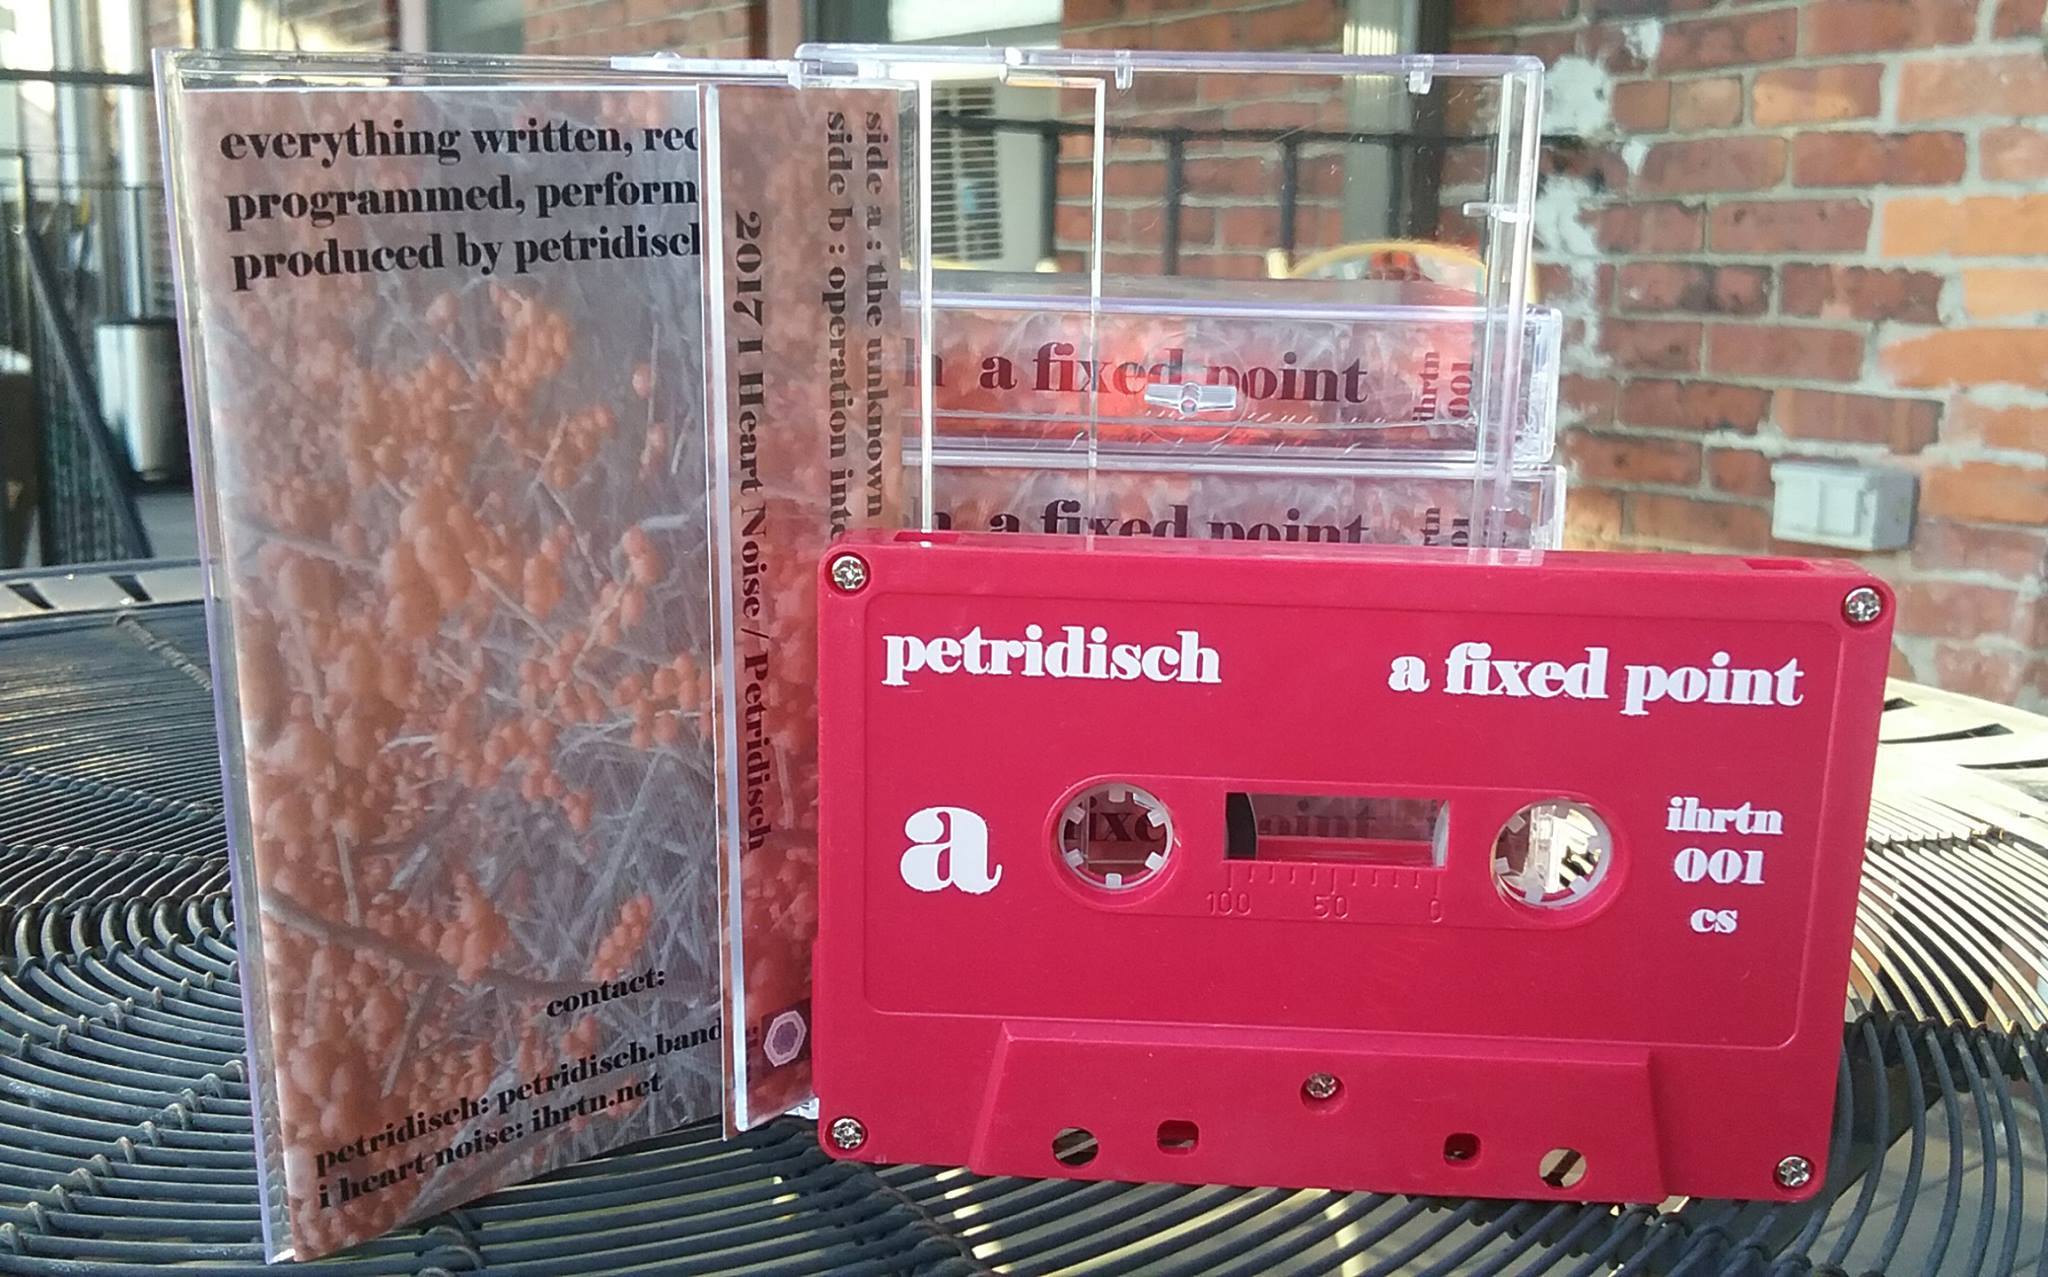 everything written, rec
programmed, perform
produced by petridisch
contact:
petridisch: petridisch.band
i heart noise: ihrtn.net
2017 I Heart Noise / Petridisch
side a : the unknown
side b : operation inte
a fixed point
ihrtn
001
a fixed point
petridisch
a fixed point
a
ihrtn
001
cs
100 50 0